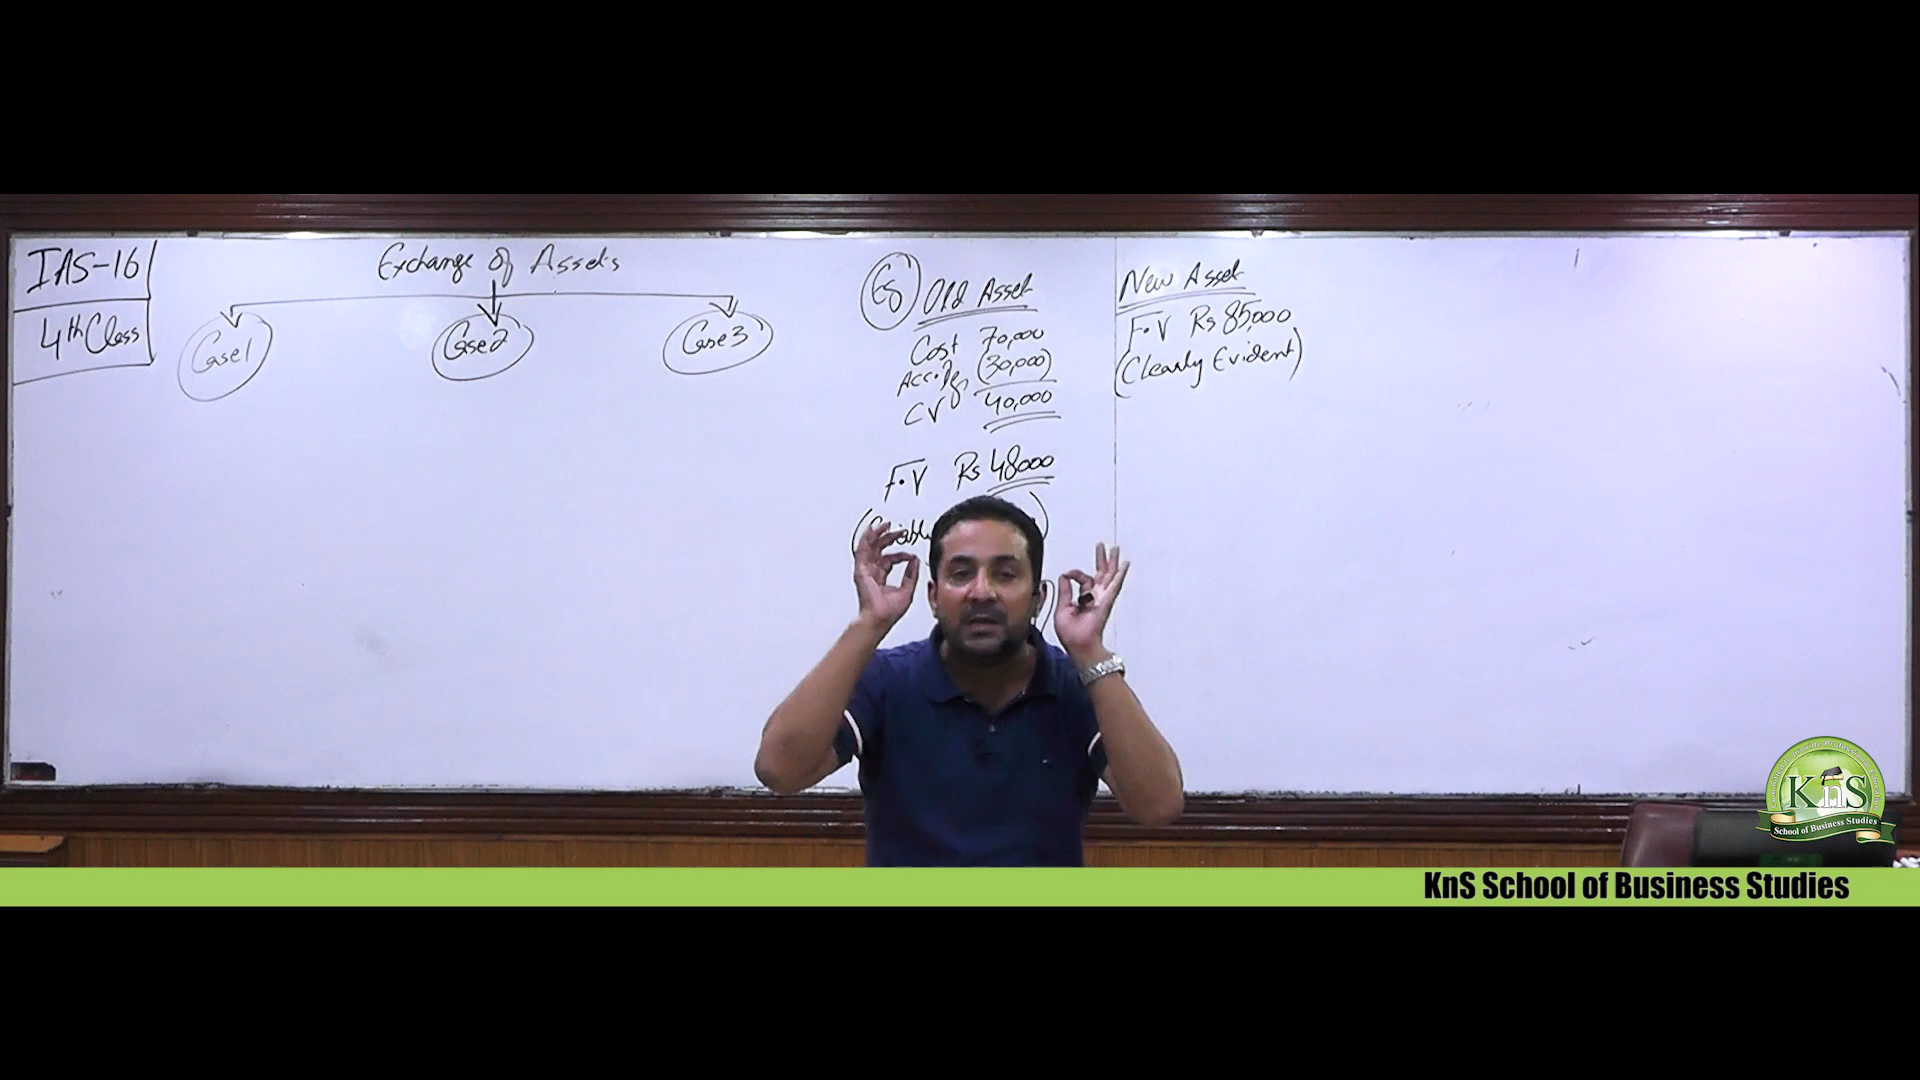 IAS-16
4th Class
Exchange of Assets
Case1
Case2
Case3
Eg
Old Asset
Cost 70,000
Acc. Dep (30,000)
CV 40,000
F.V Rs 48000
New Asset
F.V Rs 85,000
(Clearly Evident)
KnS
School of Business Studies
KnS School of Business Studies